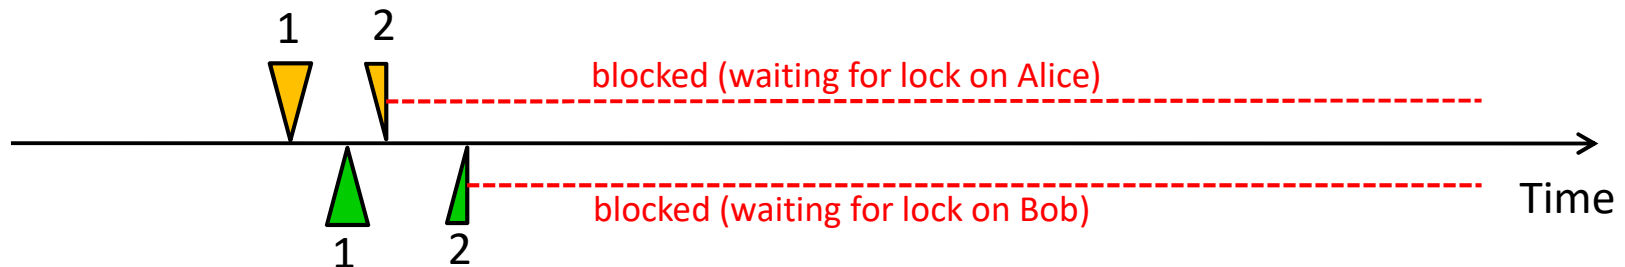 1 2
blocked (waiting for lock on Alice)
blocked (waiting for lock on Bob)
Time
1 2